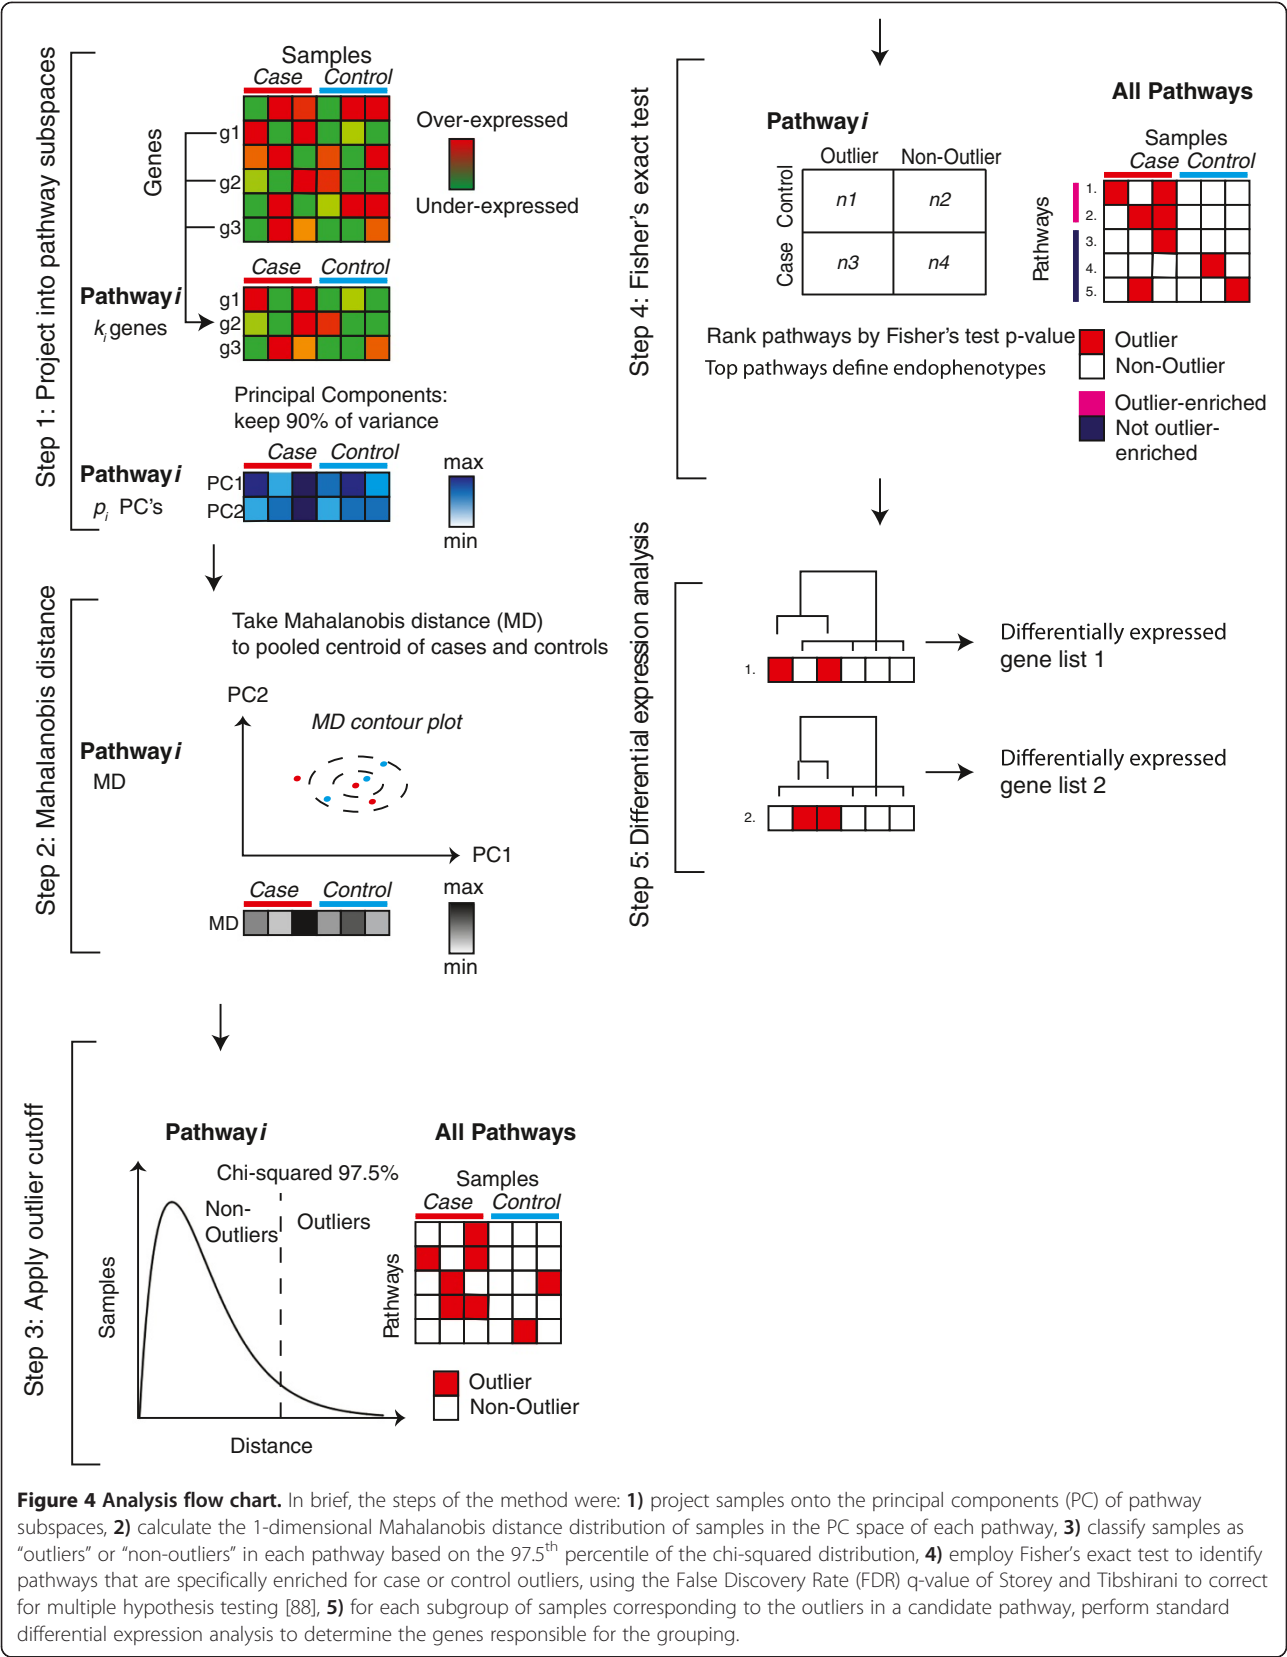 Step 1: Project into pathway subspaces
Samples
Case Control
Genes
g1
g2
g3
Over-expressed
Under-expressed
Case Control
Pathway i
ki genes
g1
g2
g3
Principal Components:
keep 90% of variance
Case Control
Pathway i
pi PC's
PC1
PC2
max
min
Step 2: Mahalanobis distance
Take Mahalanobis distance (MD)
to pooled centroid of cases and controls
PC2
MD contour plot
Pathway i
MD
PC1
Case Control
MD
max
min
Step 3: Apply outlier cutoff
Pathway i
Chi-squared 97.5%
Non-
Outliers
Outliers
Samples
Distance
All Pathways
Samples
Case Control
Pathways
Outlier
Non-Outlier
Step 4: Fisher's exact test
Pathway i
Outlier Non-Outlier
Control
n1 n2
Case
n3 n4
All Pathways
Samples
Case Control
Pathways
1.
2.
3.
4.
5.
Rank pathways by Fisher's test p-value
Top pathways define endophenotypes
Outlier
Non-Outlier
Outlier-enriched
Not outlier-
enriched
Step 5: Differential expression analysis
1.
Differentially expressed
gene list 1
2.
Differentially expressed
gene list 2
Figure 4 Analysis flow chart. In brief, the steps of the method were: 1) project samples onto the principal components (PC) of pathway
subspaces, 2) calculate the 1-dimensional Mahalanobis distance distribution of samples in the PC space of each pathway, 3) classify samples as
“outliers” or “non-outliers” in each pathway based on the 97.5th percentile of the chi-squared distribution, 4) employ Fisher’s exact test to identify
pathways that are specifically enriched for case or control outliers, using the False Discovery Rate (FDR) q-value of Storey and Tibshirani to correct
for multiple hypothesis testing [88], 5) for each subgroup of samples corresponding to the outliers in a candidate pathway, perform standard
differential expression analysis to determine the genes responsible for the grouping.